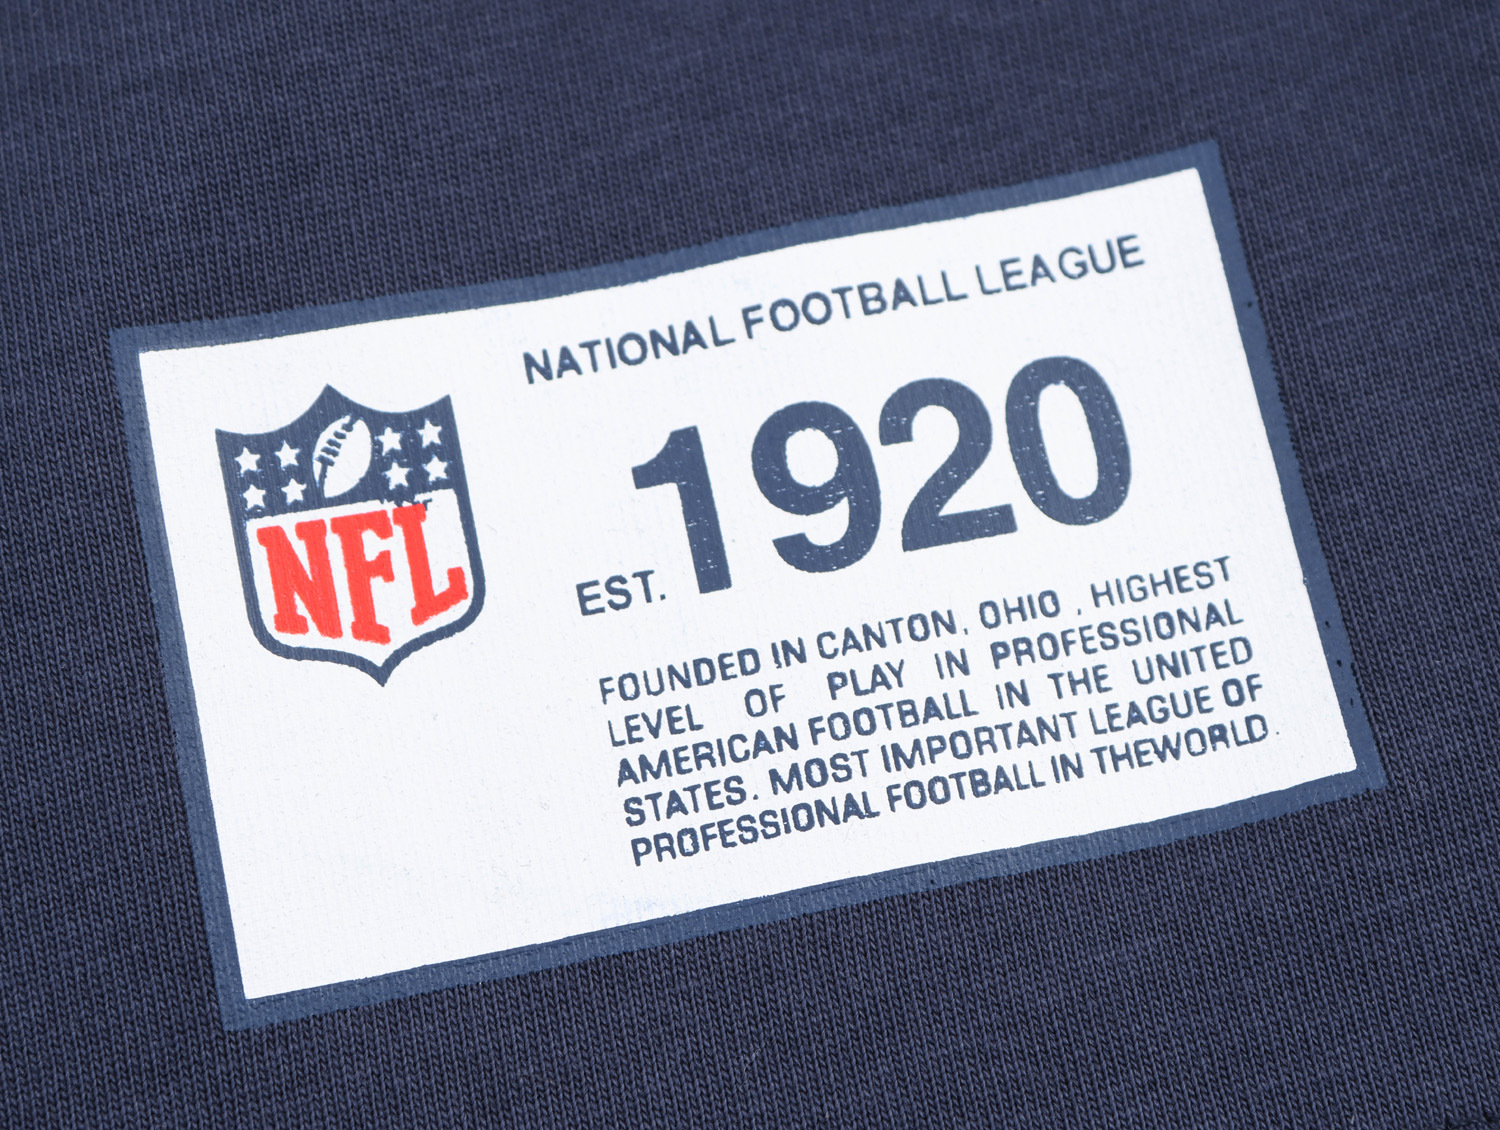 NATIONAL FOOTBALL LEAGUE
NFL
EST. 1920
FOUNDED IN CANTON, OHIO , HIGHEST
LEVEL OF PLAY IN PROFESSIONAL
AMERICAN FOOTBALL IN THE UNITED
STATES. MOST IMPORTANT LEAGUE OF
PROFESSIONAL FOOTBALL IN THEWORLD.